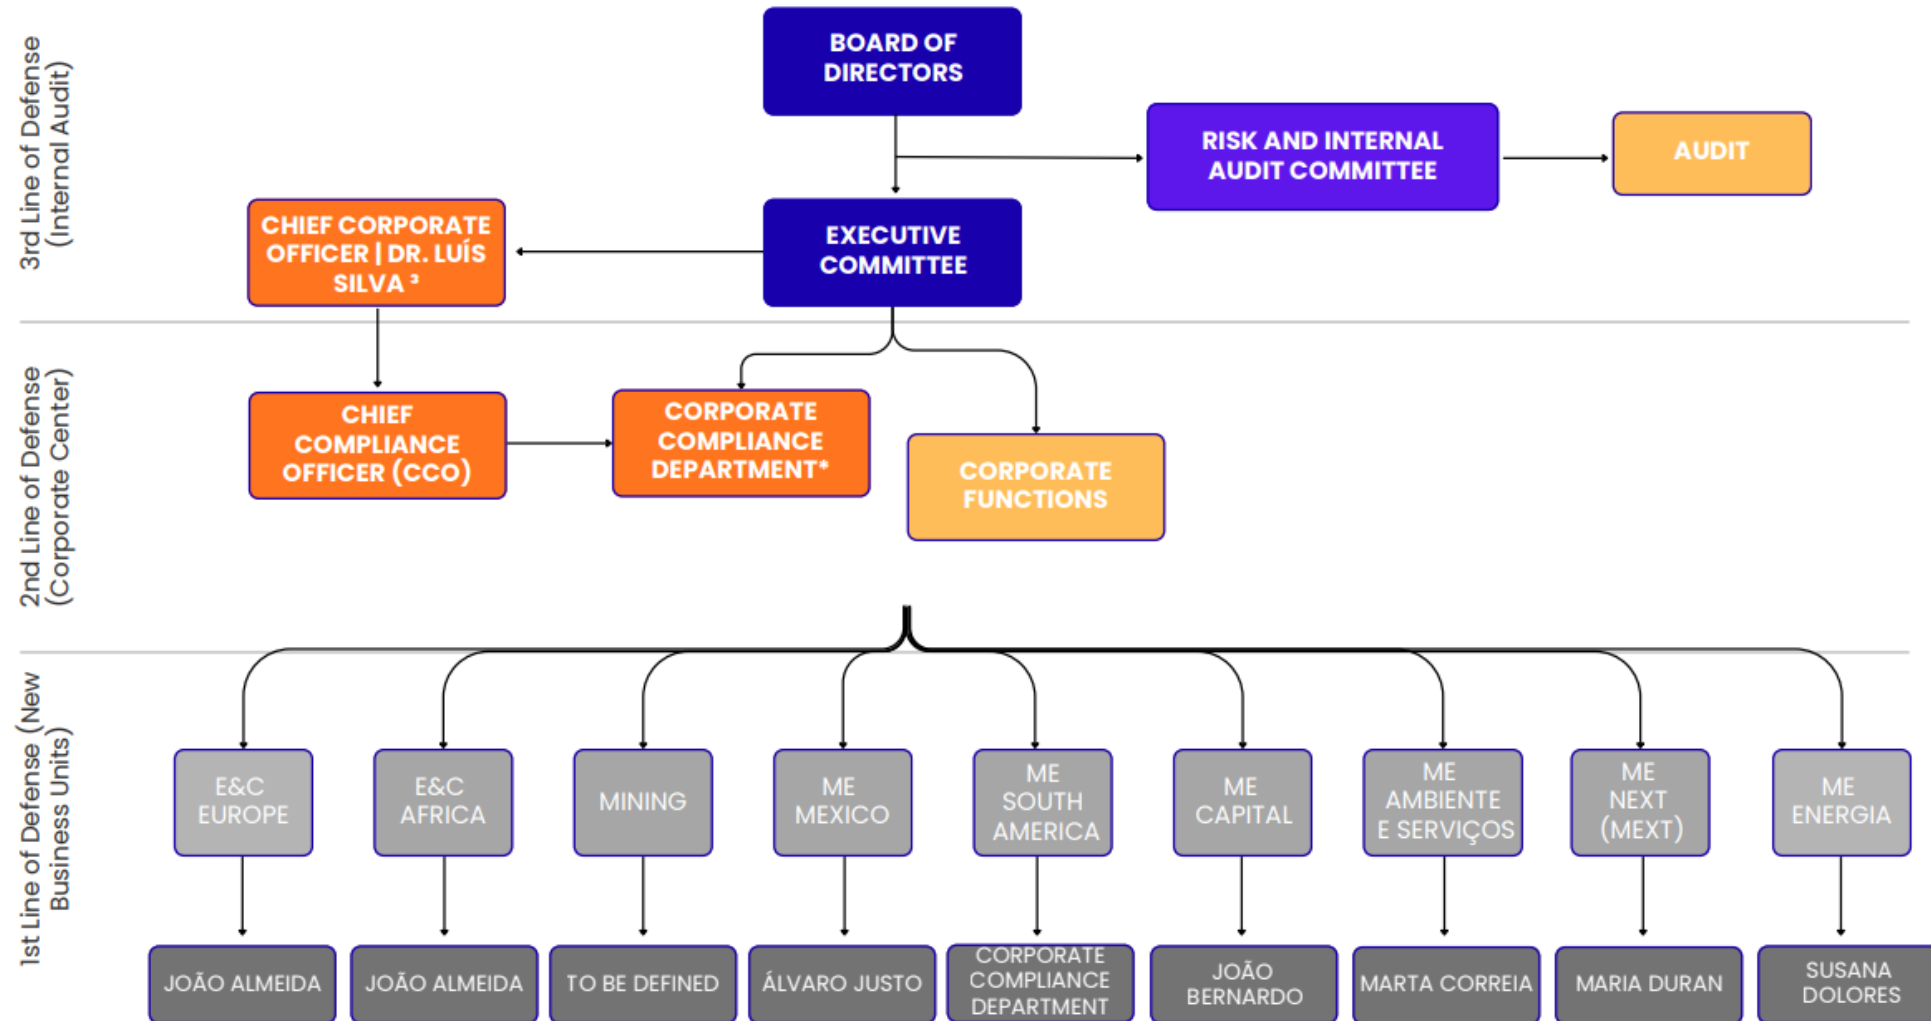 3rd Line of Defense
(Internal Audit)
BOARD OF
DIRECTORS
RISK AND INTERNAL
AUDIT COMMITTEE
AUDIT
CHIEF CORPORATE
OFFICER | DR. LUÍS
SILVA ³
EXECUTIVE
COMMITTEE
2nd Line of Defense
(Corporate Center)
CHIEF
COMPLIANCE
OFFICER (CCO)
CORPORATE
COMPLIANCE
DEPARTMENT*
CORPORATE
FUNCTIONS
1st Line of Defense (New
Business Units)
E&C
EUROPE
E&C
AFRICA
MINING
ME
MEXICO
ME
SOUTH
AMERICA
ME
CAPITAL
ME
AMBIENTE
E SERVIÇOS
ME
NEXT
(MEXT)
ME
ENERGIA
JOÃO ALMEIDA
JOÃO ALMEIDA
TO BE DEFINED
ÁLVARO JUSTO
CORPORATE
COMPLIANCE
DEPARTMENT
JOÃO
BERNARDO
MARTA CORREIA
MARIA DURAN
SUSANA
DOLORES